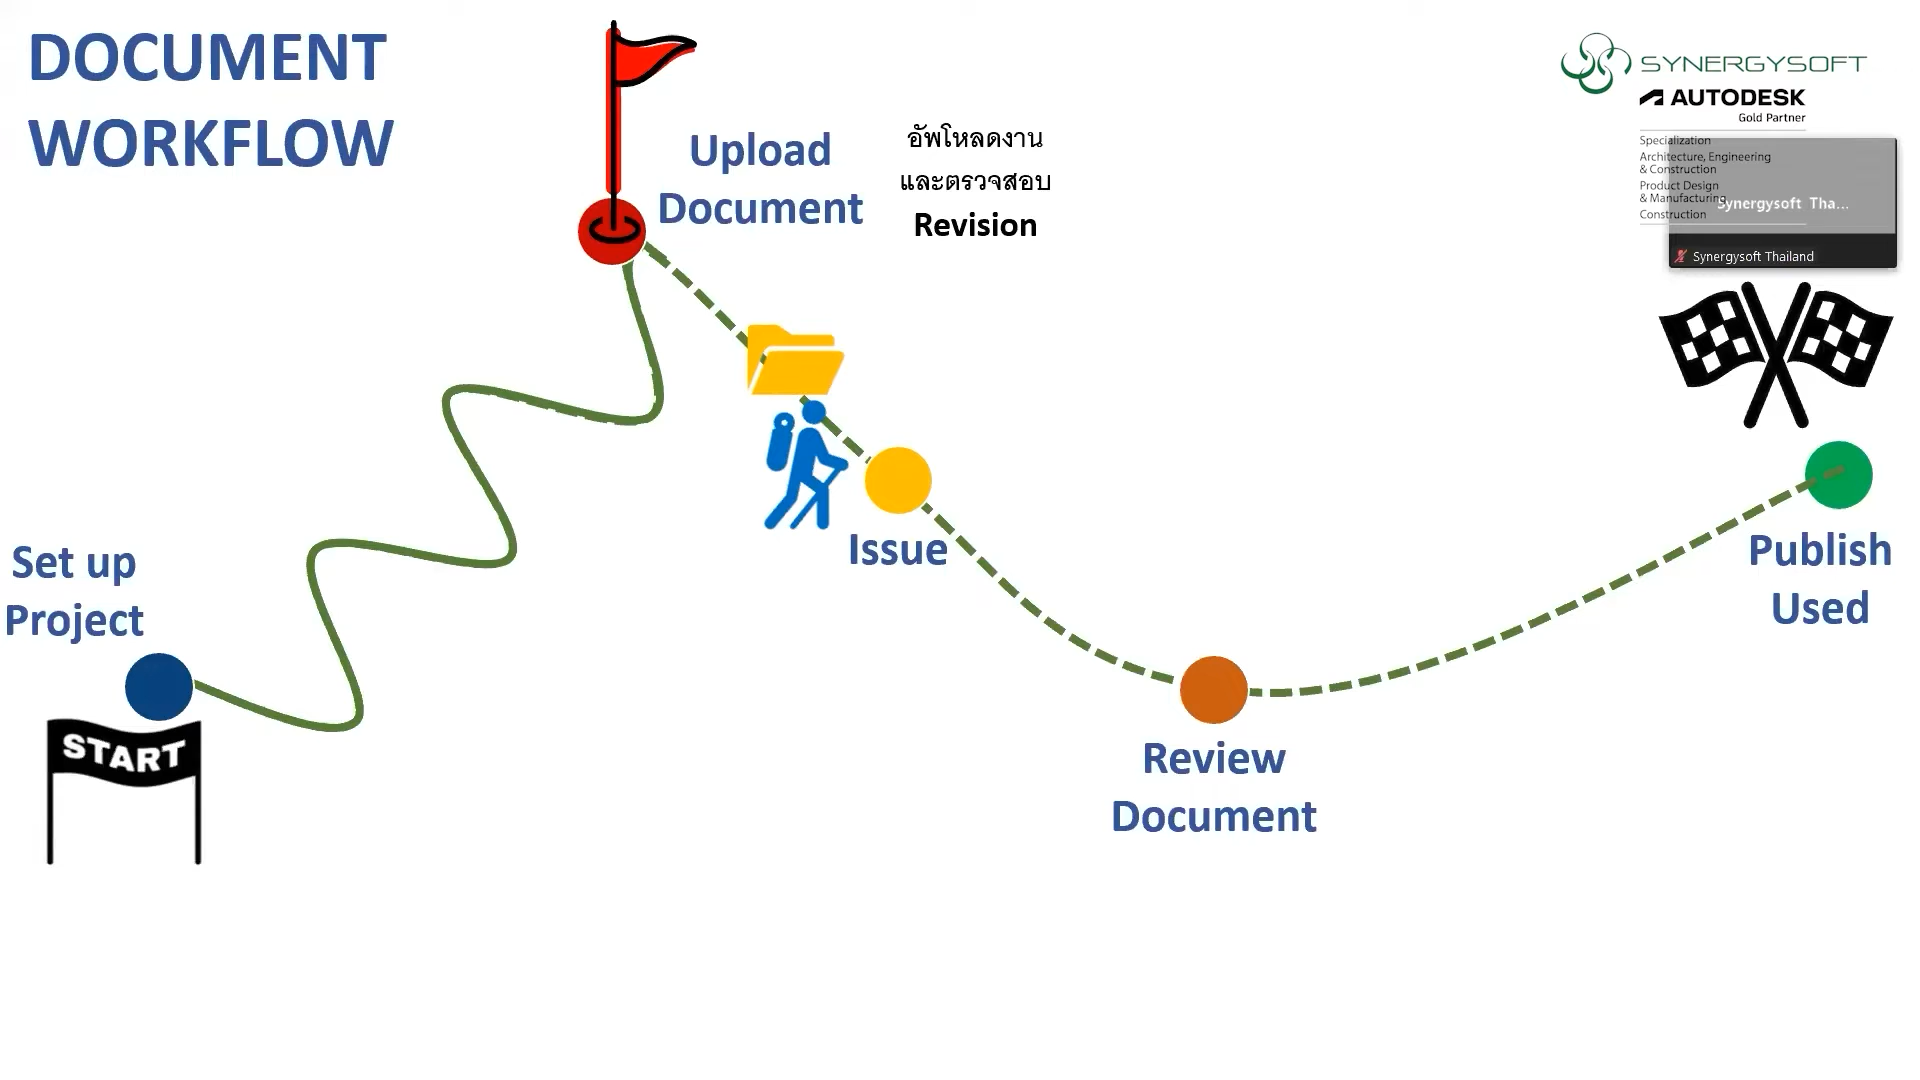 DOCUMENT
WORKFLOW
Upload
Document
อัพโหลดงาน
และตรวจสอบ
Revision
SYNERGYSOFT
AUTODESK
Gold Partner
Specialization
Architecture, Engineering
& Construction
Product Design
& Manufacturing
Construction
Synergysoft Tha...
Synergysoft Thailand
Set up
Project
START
Issue
Review
Document
Publish
Used